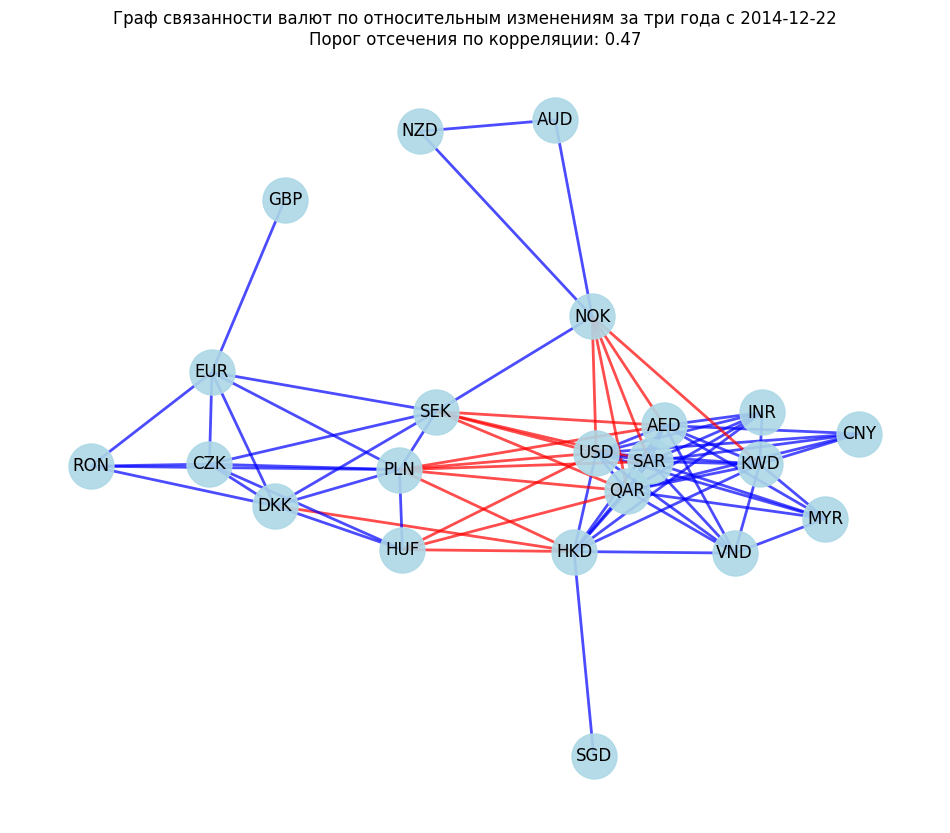 Граф связанности валют по относительным изменениям за три года с 2014-12-22
Порог отсечения по корреляции: 0.47
AUD
NZD
GBP
NOK
EUR
SEK
INR
AED
CNY
USD
SAR
KWD
RON
CZK
PLN
QAR
DKK
MYR
HUF
HKD
VND
SGD